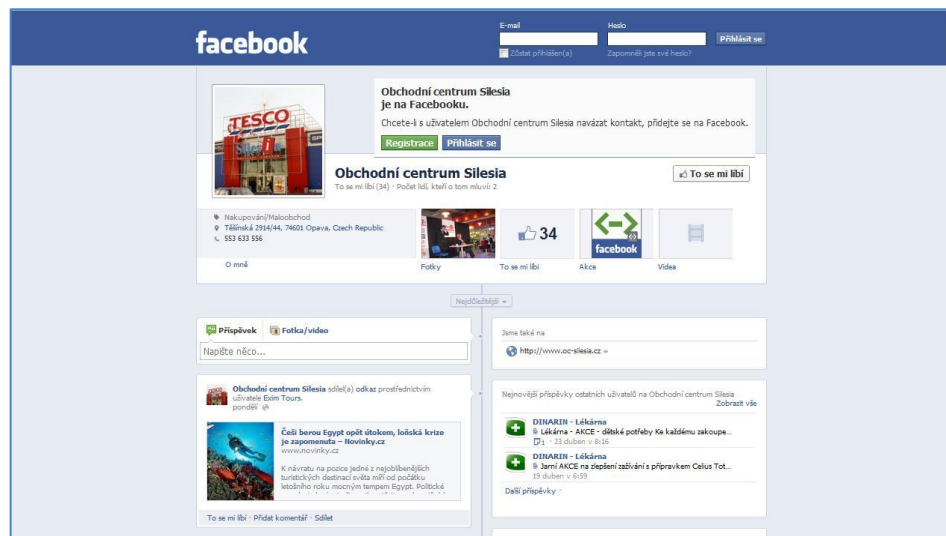 facebook
E-mail
Heslo
Přihlásit se
Zůstat přihlášen(a)
Zapomněli jste své heslo?
TESCO
Silesia
Obchodní centrum Silesia
je na Facebooku.
Chcete-li s uživatelem Obchodní centrum Silesia navázat kontakt, přidejte se na Facebook.
Registrace
Přihlásit se
Obchodní centrum Silesia
To se mi líbí (34) · Počet lidí, kteří o tom mluví: 2
To se mi líbí
Nakupování/Maloobchod
Těšínská 2914/44, 74601 Opava, Czech Republic
553 633 556
O mně
34
facebook
Fotky
To se mi líbí
Akce
Videa
Nejdůležitější
Příspěvek
Fotka/video
Napište něco...
Obchodní centrum Silesia sdílel(a) odkaz prostřednictvím
uživatele Exim Tours.
pondělí
Češi berou Egypt opět útokem, loňská krize
je zapomenuta – Novinky.cz
www.novinky.cz
K návratu na pozice jedné z nejoblíbenějších
turistických destinací světa míří od počátku
letošního roku mocným tempem Egypt. Politické
To se mi líbí · Přidat komentář · Sdílet
Jsme také na
http://www.oc-silesia.cz
Nejnovější příspěvky ostatních uživatelů na Obchodní centrum Silesia
Zobrazit vše
DINARIN - Lékárna
Lékárna - AKCE - dětské potřeby Ke každému zakoupe...
1 · 23 duben v 8:16
DINARIN - Lékárna
Jarní AKCE na zlepšení zažívání s přípravkem Celius Tot...
19 duben v 6:59
Další příspěvky